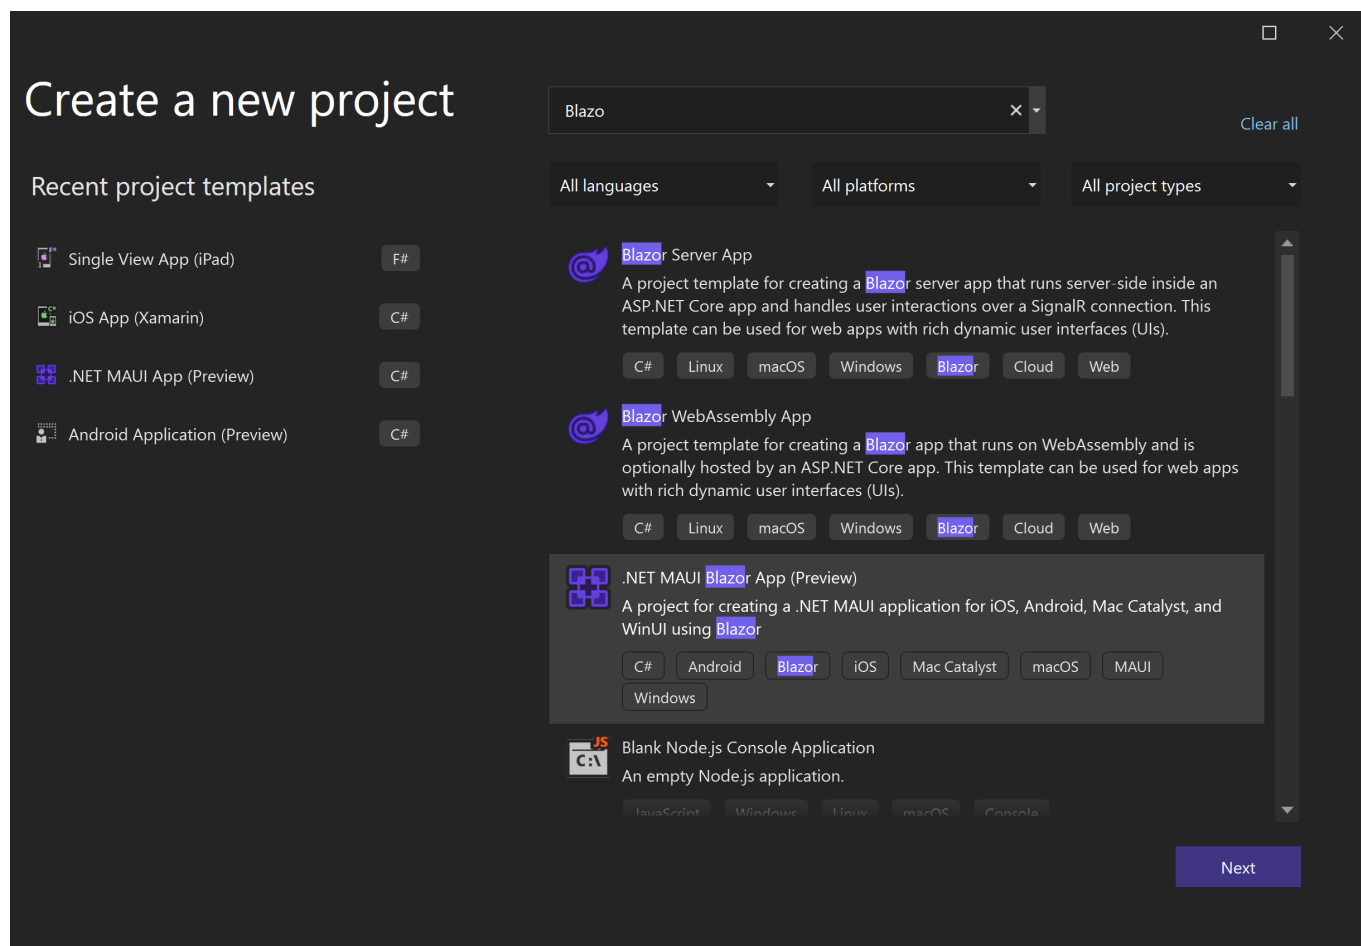 Create a new project
Blazo
Clear all
Recent project templates
All languages
All platforms
All project types
Single View App (iPad)
F#
iOS App (Xamarin)
C#
.NET MAUI App (Preview)
C#
Android Application (Preview)
C#
Blazor Server App
A project template for creating a Blazor server app that runs server-side inside an
ASP.NET Core app and handles user interactions over a SignalR connection. This
template can be used for web apps with rich dynamic user interfaces (UIs).
C# Linux macOS Windows Blazor Cloud Web
Blazor WebAssembly App
A project template for creating a Blazor app that runs on WebAssembly and is
optionally hosted by an ASP.NET Core app. This template can be used for web apps
with rich dynamic user interfaces (UIs).
C# Linux macOS Windows Blazor Cloud Web
.NET MAUI Blazor App (Preview)
A project for creating a .NET MAUI application for iOS, Android, Mac Catalyst, and
WinUI using Blazor
C# Android Blazor iOS Mac Catalyst macOS MAUI
Windows
JS
C:\
Blank Node.js Console Application
An empty Node.js application.
JavaScript Windows Linux macOS Console
Next